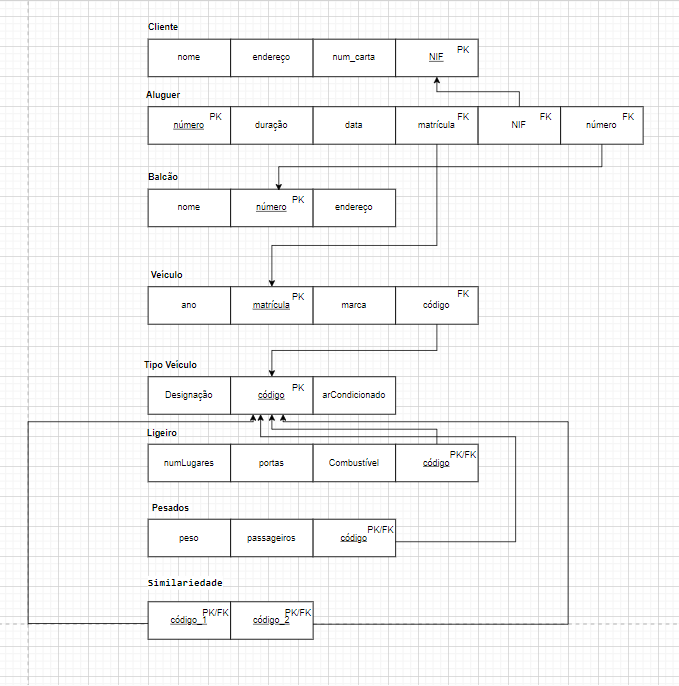 Cliente
PK
nome endereço num_carta NIF
Aluguer
PK FK FK FK
número duração data matrícula NIF número
Balcão
PK
nome número endereço
Veículo
PK FK
ano matrícula marca código
Tipo Veículo
PK
Designação código arCondicionado
Ligeiro
PK/FK
numLugares portas Combustível código
Pesados
PK/FK
peso passageiros código
Similariedade
PK/FK PK/FK
código_1 código_2